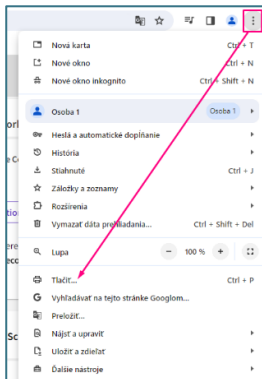 Nová karta Ctrl + T
Nové okno Ctrl + N
Nové okno inkognito Ctrl + Shift + N
Osoba 1 Osoba 1
Heslá a automatické dopĺňanie
História
Stiahnuté Ctrl + J
Záložky a zoznamy
Rozšírenia
Vymazať dáta prehliadania... Ctrl + Shift + Del
Lupa − 100 % +
Tlačiť... Ctrl + P
Vyhľadávať na tejto stránke Googlom...
Preložiť...
Nájsť a upraviť
Uložiť a zdieľať
Ďalšie nástroje